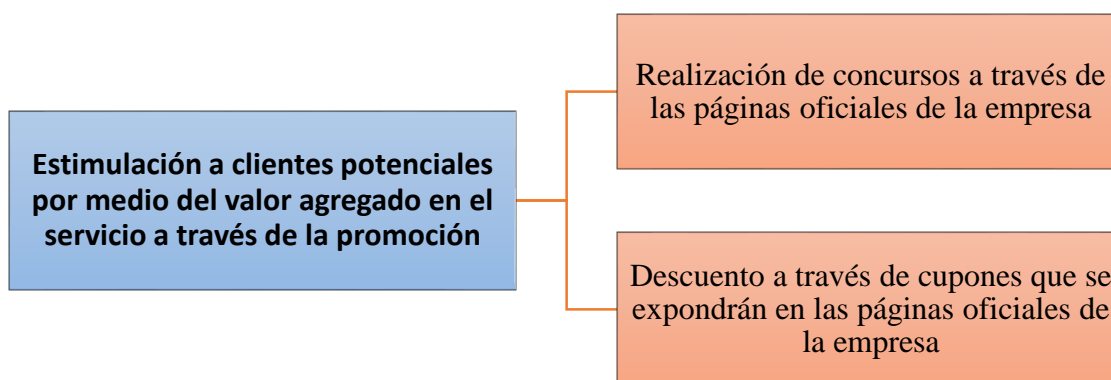 Estimulación a clientes potenciales
por medio del valor agregado en el
servicio a través de la promoción
Realización de concursos a través de
las páginas oficiales de la empresa
Descuento a través de cupones que se
expondrán en las páginas oficiales de
la empresa